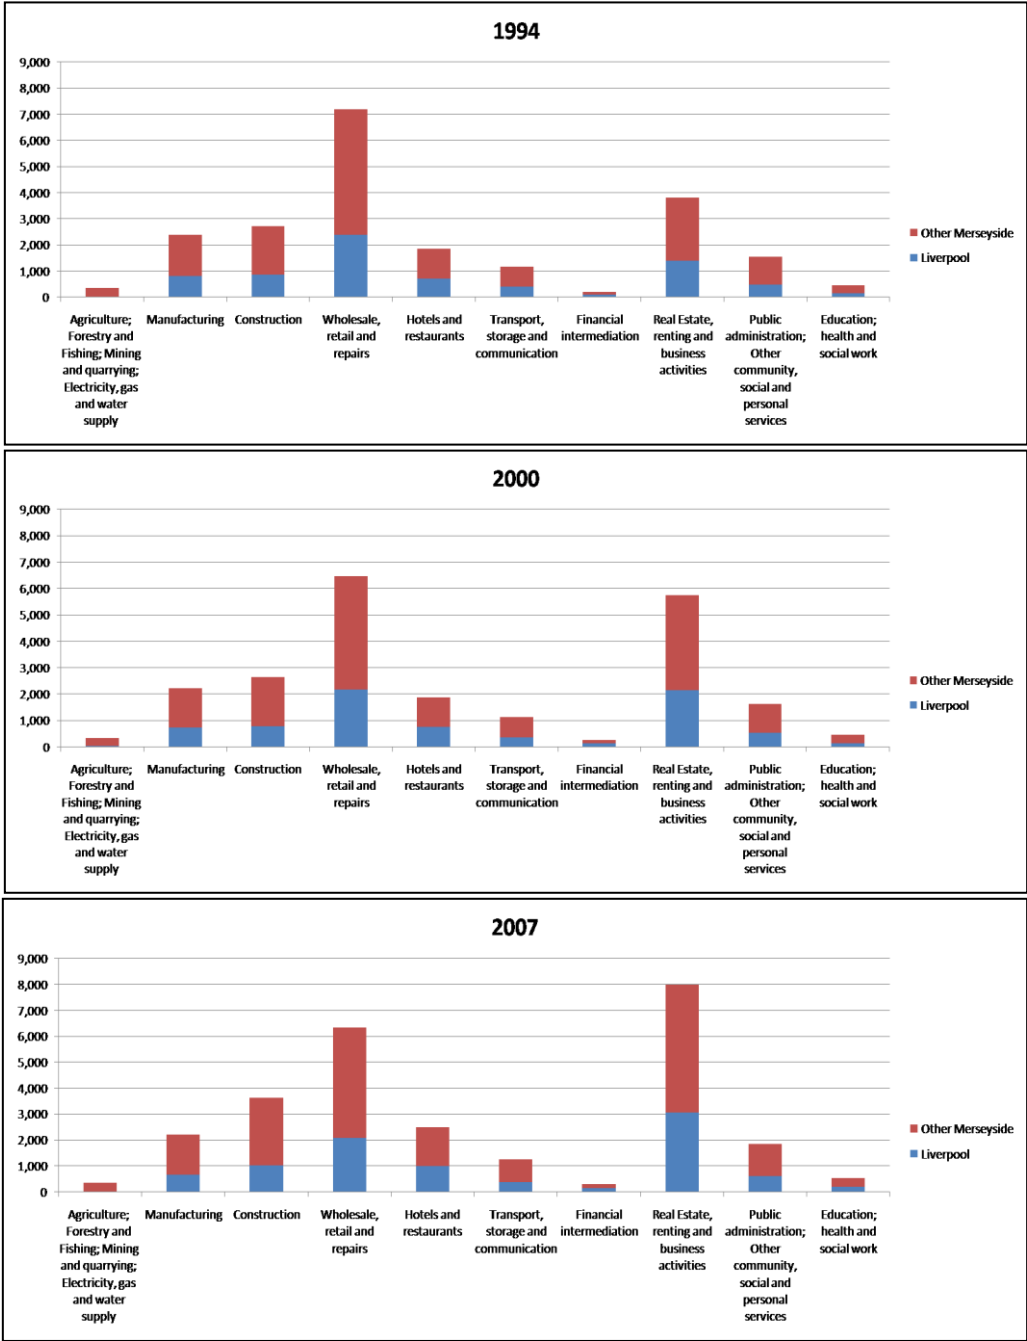 1994
9,000
8,000
7,000
6,000
5,000
4,000
3,000
2,000
1,000
0
Agriculture;
Forestry and
Fishing; Mining
and quarrying;
Electricity, gas
and water
supply
Manufacturing
Construction
Wholesale,
retail and
repairs
Hotels and
restaurants
Transport,
storage and
communication
Financial
intermediation
Real Estate,
renting and
business
activities
Public
administration;
Other
community,
social and
personal
services
Education;
health and
social work
Other Merseyside
Liverpool
2000
9,000
8,000
7,000
6,000
5,000
4,000
3,000
2,000
1,000
0
Agriculture;
Forestry and
Fishing; Mining
and quarrying;
Electricity, gas
and water
supply
Manufacturing
Construction
Wholesale,
retail and
repairs
Hotels and
restaurants
Transport,
storage and
communication
Financial
intermediation
Real Estate,
renting and
business
activities
Public
administration;
Other
community,
social and
personal
services
Education;
health and
social work
Other Merseyside
Liverpool
2007
9,000
8,000
7,000
6,000
5,000
4,000
3,000
2,000
1,000
0
Agriculture;
Forestry and
Fishing; Mining
and quarrying;
Electricity, gas
and water
supply
Manufacturing
Construction
Wholesale,
retail and
repairs
Hotels and
restaurants
Transport,
storage and
communication
Financial
intermediation
Real Estate,
renting and
business
activities
Public
administration;
Other
community,
social and
personal
services
Education;
health and
social work
Other Merseyside
Liverpool